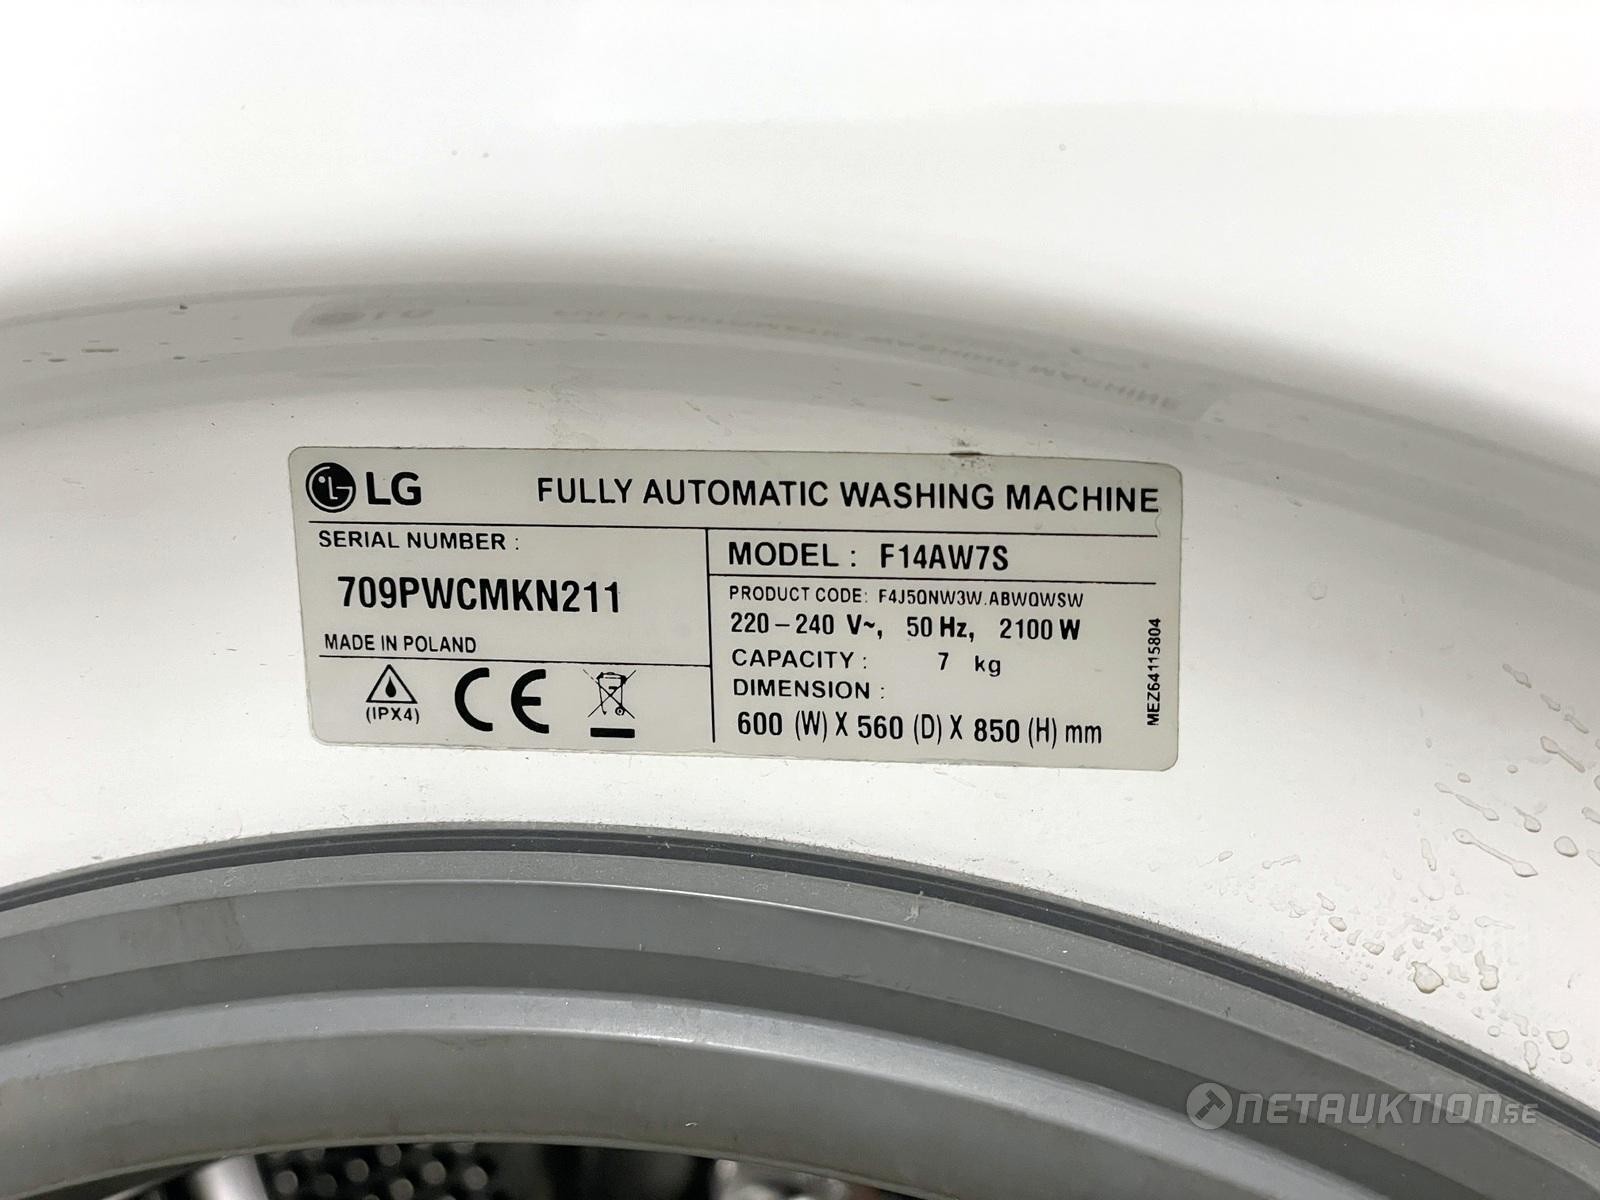 LG FULLY AUTOMATIC WASHING MACHINE
SERIAL NUMBER :
709PWCMKN211
MADE IN POLAND
(IPX4) CE
MODEL : F14AW7S
PRODUCT CODE: F4J5QNW3W.ABWQWSW
220-240 V~, 50 Hz, 2100 W
CAPACITY : 7 kg
DIMENSION :
600 (W) X 560 (D) X 850 (H) mm
MEZ64115804
NETAUKTION.SE